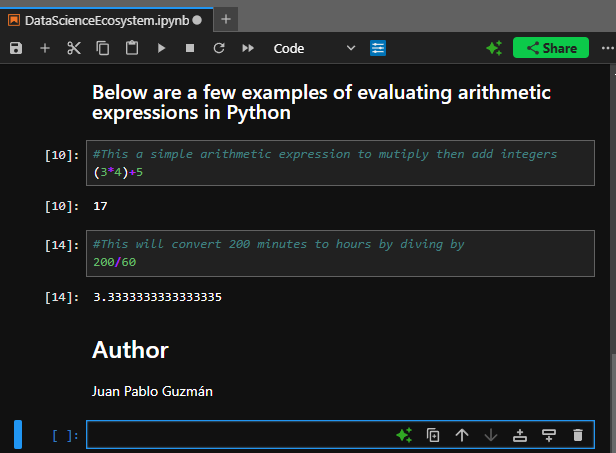 DataScienceEcosystem.ipynb
Code
Share
Below are a few examples of evaluating arithmetic
expressions in Python
[10]: #This a simple arithmetic expression to mutiply then add integers
(3*4)+5
[10]: 17
[14]: #This will convert 200 minutes to hours by diving by
200/60
[14]: 3.3333333333333335
Author
Juan Pablo Guzmán
[ ]: